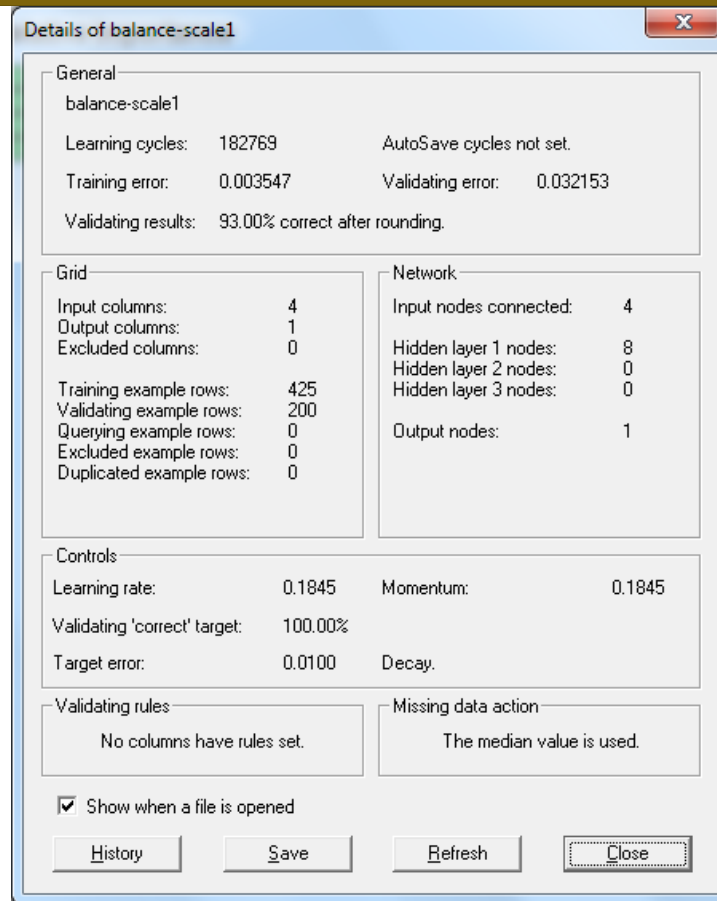 Details of balance-scale1
General
balance-scale1
Learning cycles: 182769 AutoSave cycles not set.
Training error: 0.003547 Validating error: 0.032153
Validating results: 93.00% correct after rounding.
Grid
Input columns: 4
Output columns: 1
Excluded columns: 0
Training example rows: 425
Validating example rows: 200
Querying example rows: 0
Excluded example rows: 0
Duplicated example rows: 0
Network
Input nodes connected: 4
Hidden layer 1 nodes: 8
Hidden layer 2 nodes: 0
Hidden layer 3 nodes: 0
Output nodes: 1
Controls
Learning rate: 0.1845 Momentum: 0.1845
Validating 'correct' target: 100.00%
Target error: 0.0100 Decay.
Validating rules
No columns have rules set.
Missing data action
The median value is used.
Show when a file is opened
History Save Refresh Close